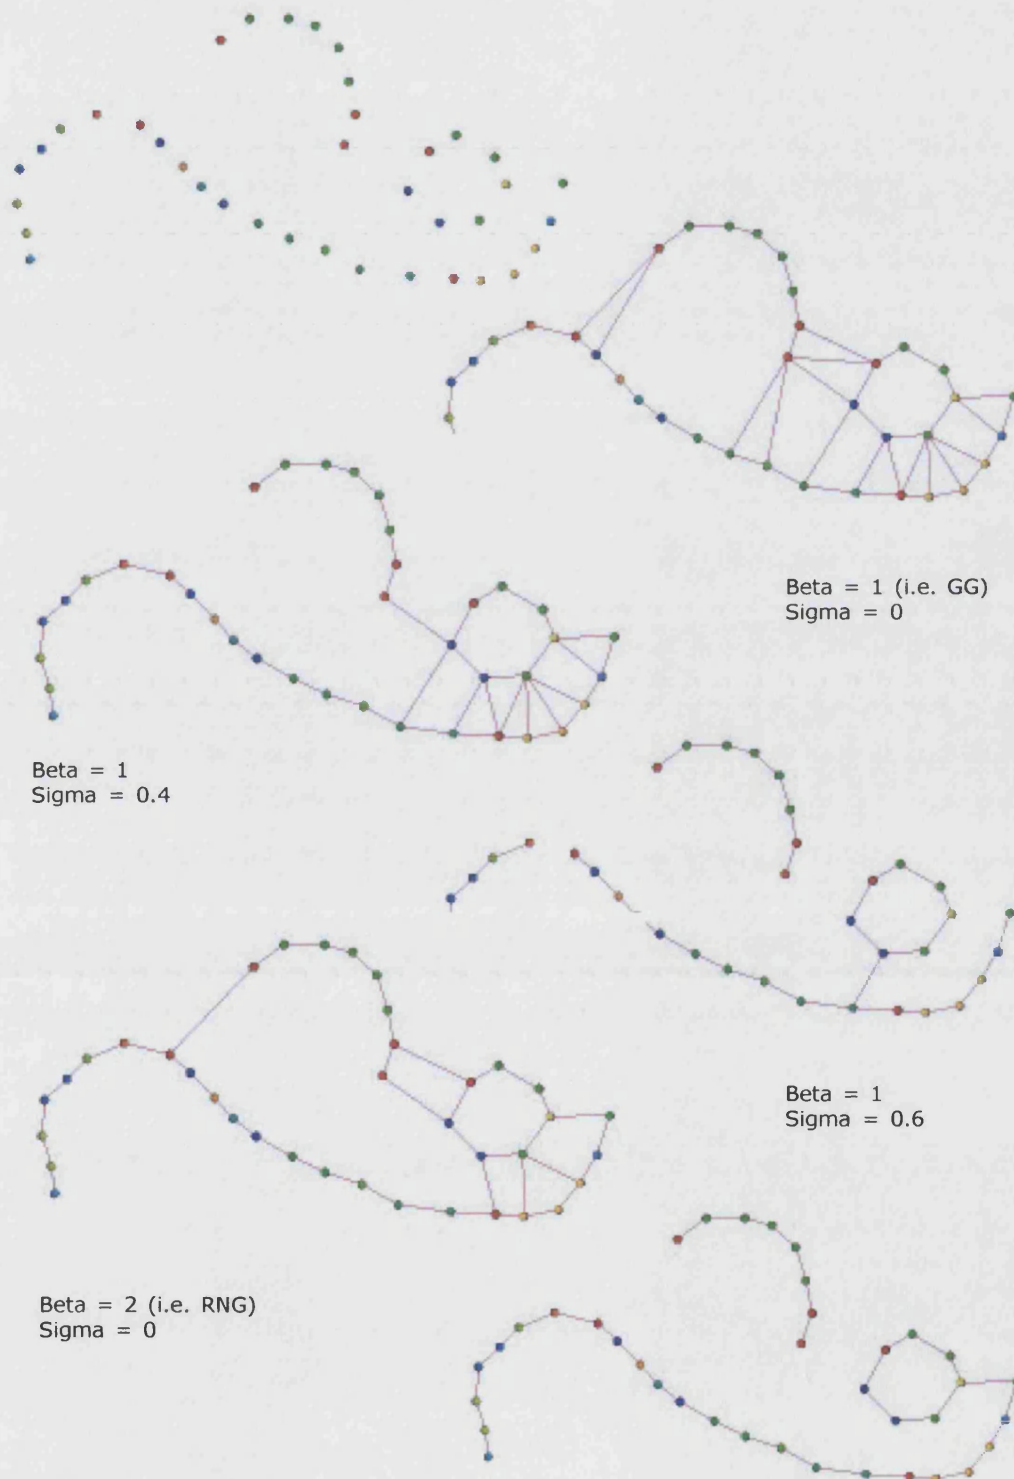 Beta = 1 (i.e. GG)
Sigma = 0
Beta = 1
Sigma = 0.4
Beta = 1
Sigma = 0.6
Beta = 2 (i.e. RNG)
Sigma = 0